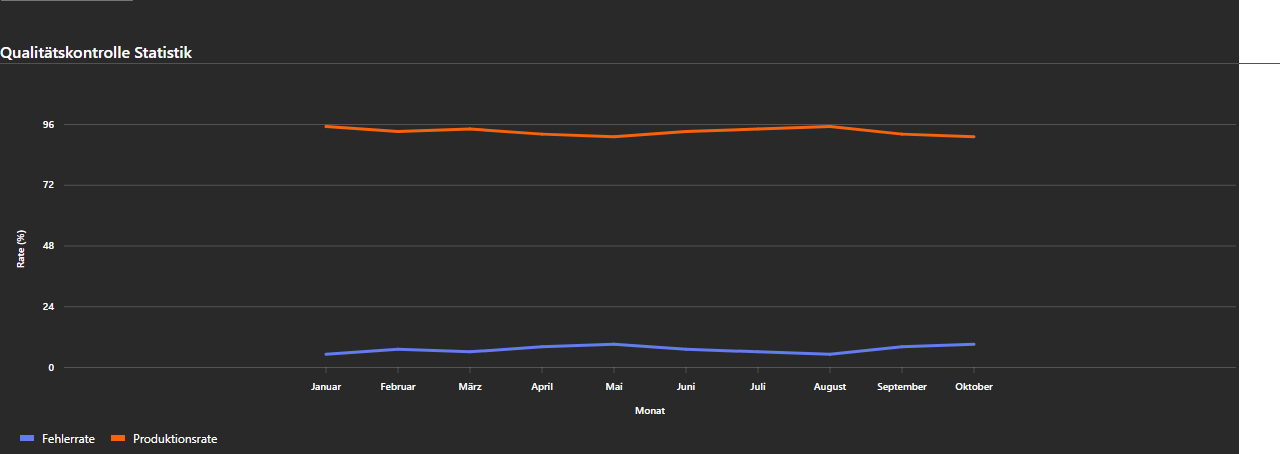 Qualitätskontrolle Statistik
96
72
48
24
0
Rate (%)
Januar Februar März April Mai Juni Juli August September Oktober
Monat
Fehlerrate Produktionsrate